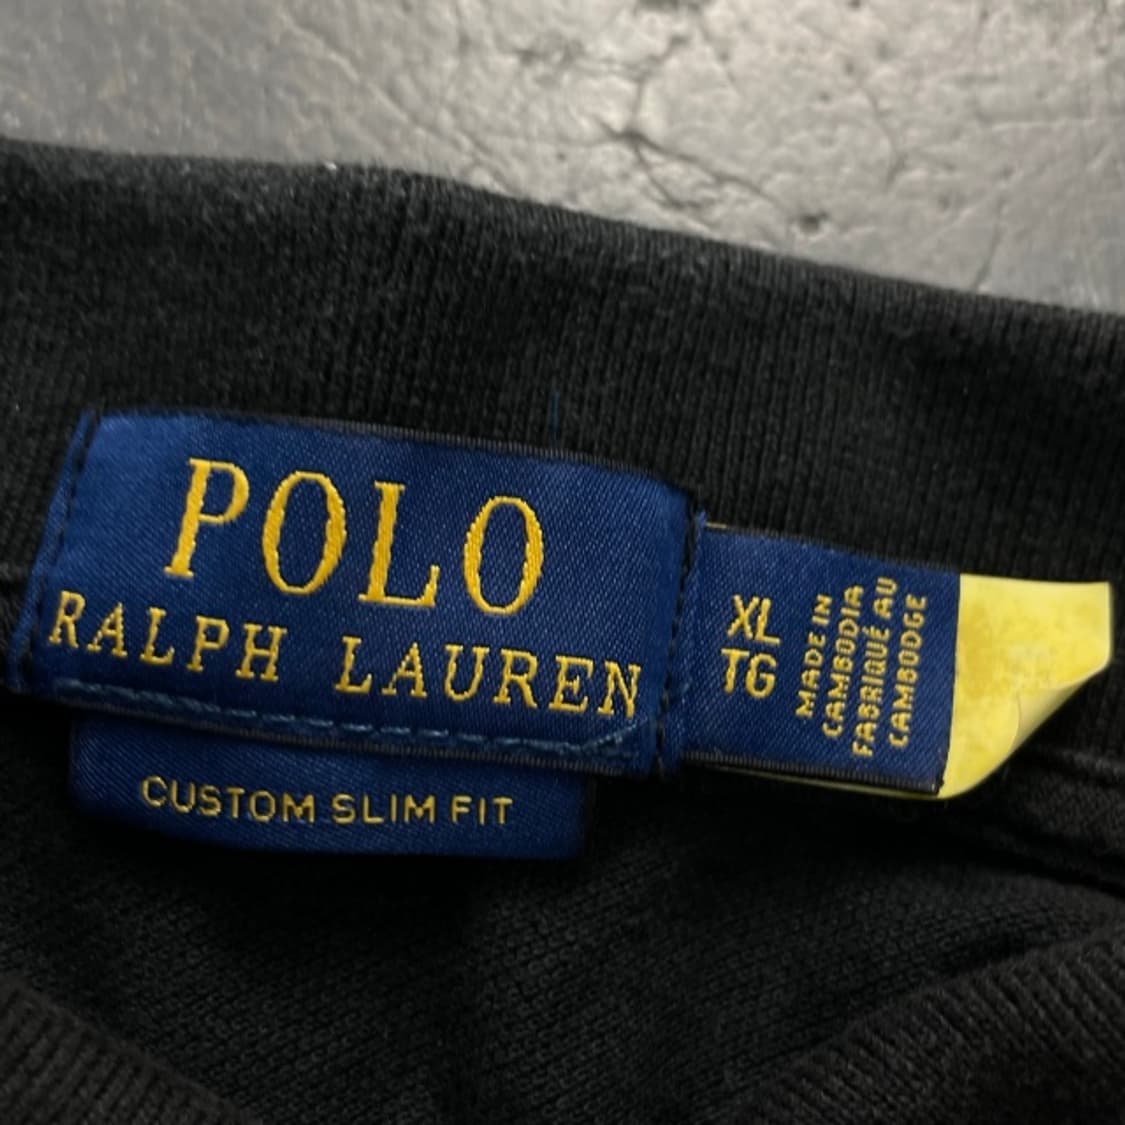 POLO
RALPH LAUREN
CUSTOM SLIM FIT
XL
TG
MADE IN
CAMBODIA
FABRIQUÉ AU
CAMBODGE